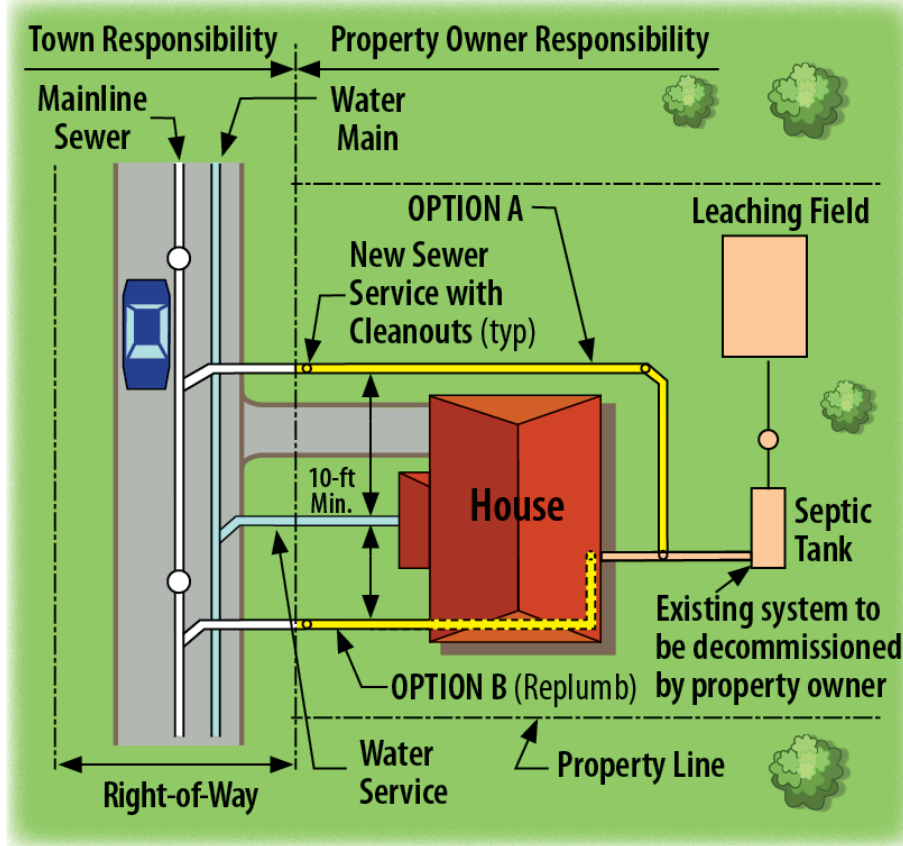 Town Responsibility
Property Owner Responsibility
Mainline
Sewer
Water
Main
OPTION A
Leaching Field
New Sewer
Service with
Cleanouts (typ)
10-ft
Min.
House
Septic
Tank
Existing system to
be decommissioned
by property owner
OPTION B (Replumb)
Water
Service
Property Line
Right-of-Way